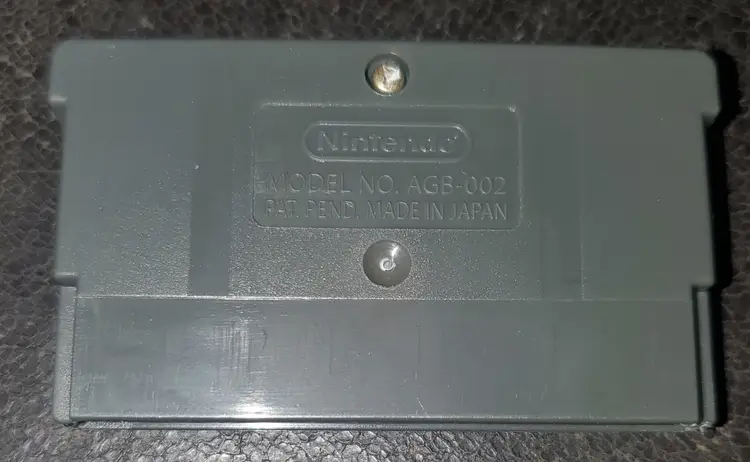 Nintendo
MODEL NO. AGB-002
PAT. PEND. MADE IN JAPAN